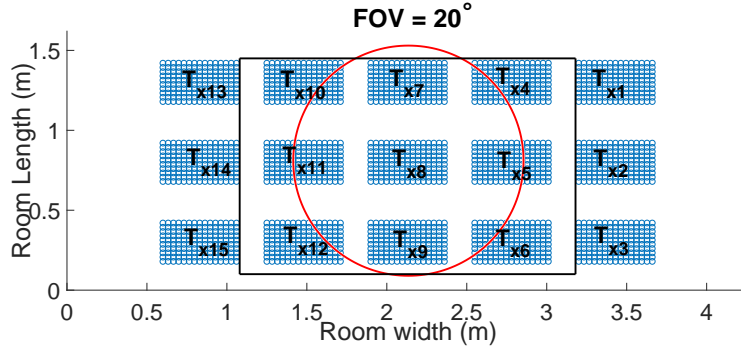 FOV = 20°
1.5
1
0.5
0
Room Length (m)
Tx13 Tx10 Tx7 Tx4 Tx1
Tx14 Tx11 Tx8 Tx5 Tx2
Tx15 Tx12 Tx9 Tx6 Tx3
0 0.5 1 1.5 2 2.5 3 3.5 4
Room width (m)